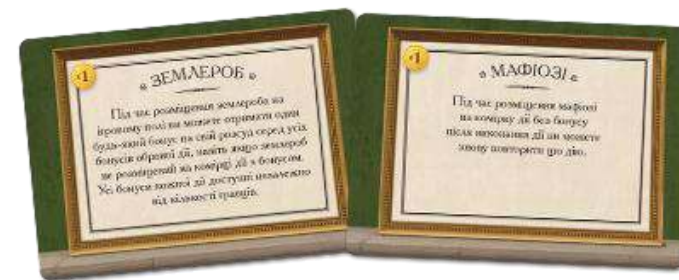 -1
ЗЕМЛЕРОБ
Під час розміщення землероба на
ігровому полі ви можете отримати один
будь-який бонус на свій розсуд серед усіх
бонусів обраної дії, навіть якщо землероб
не розміщений на комірці дії з бонусом.
Усі бонуси кожної дії доступні незалежно
від кількості гравців.
МАФІОЗІ
Під час розміщення мафіозі
на комірку дії без бонусу
після виконання дії ви можете
знову повторити цю дію.